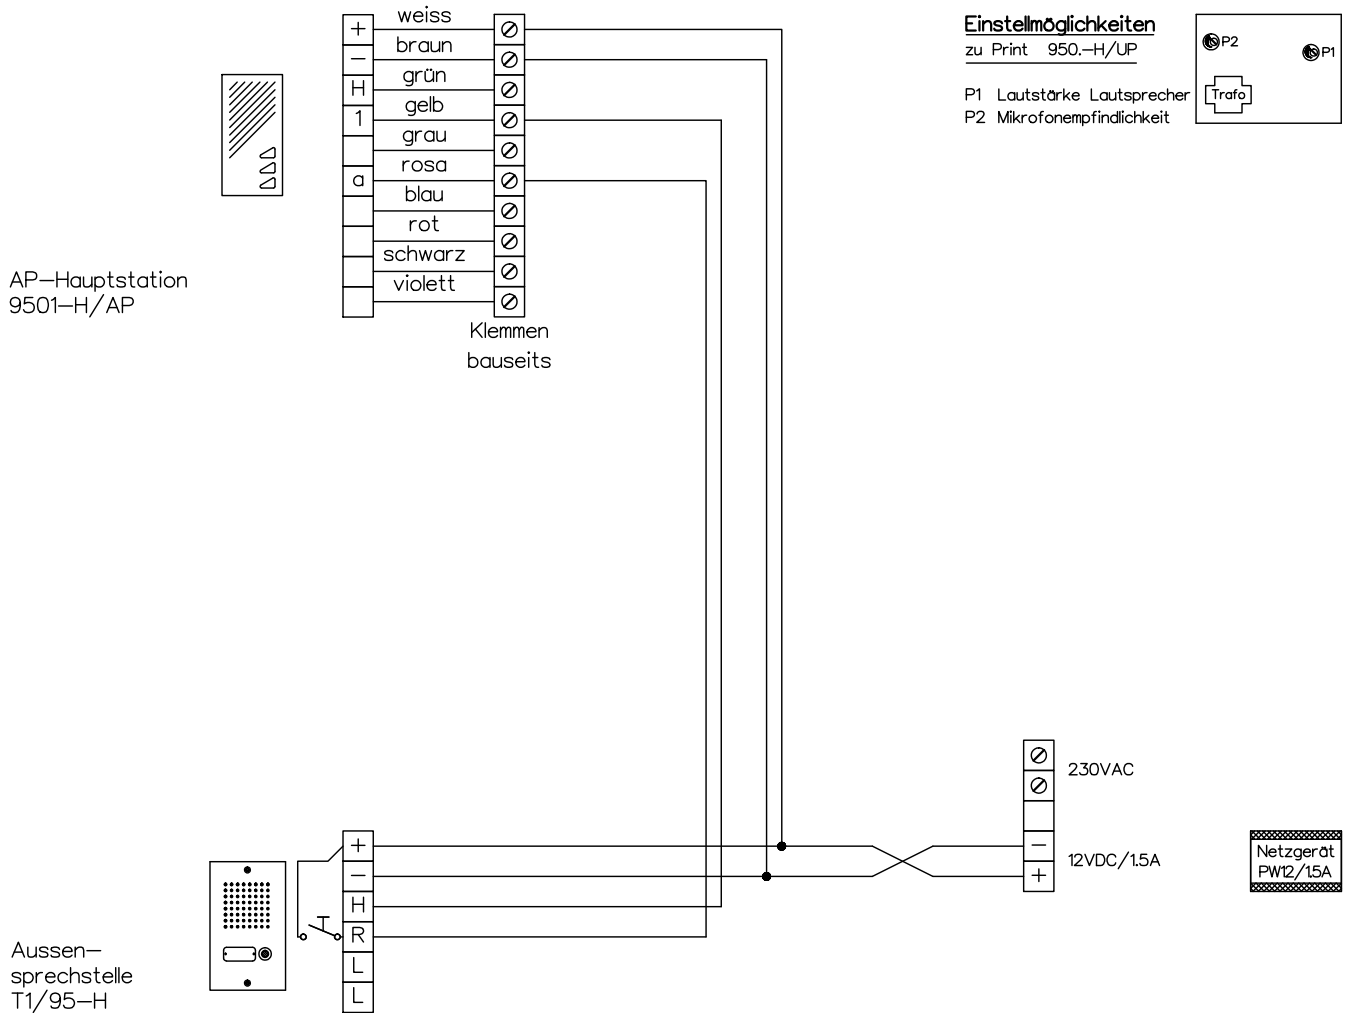 Einstellmöglichkeiten
zu Print 950.-H/UP
P1 Lautstärke Lautsprecher
P2 Mikrofonempfindlichkeit
P2
P1
Trafo
+ weiss
- braun
H grün
1 gelb
grau
a rosa
blau
rot
schwarz
violett
Klemmen
bauseits
AP-Hauptstation
9501-H/AP
230VAC
-
+
12VDC/1.5A
Netzgerät
PW12/1.5A
+
-
H
R
L
L
Aussen-
sprechstelle
T1/95-H